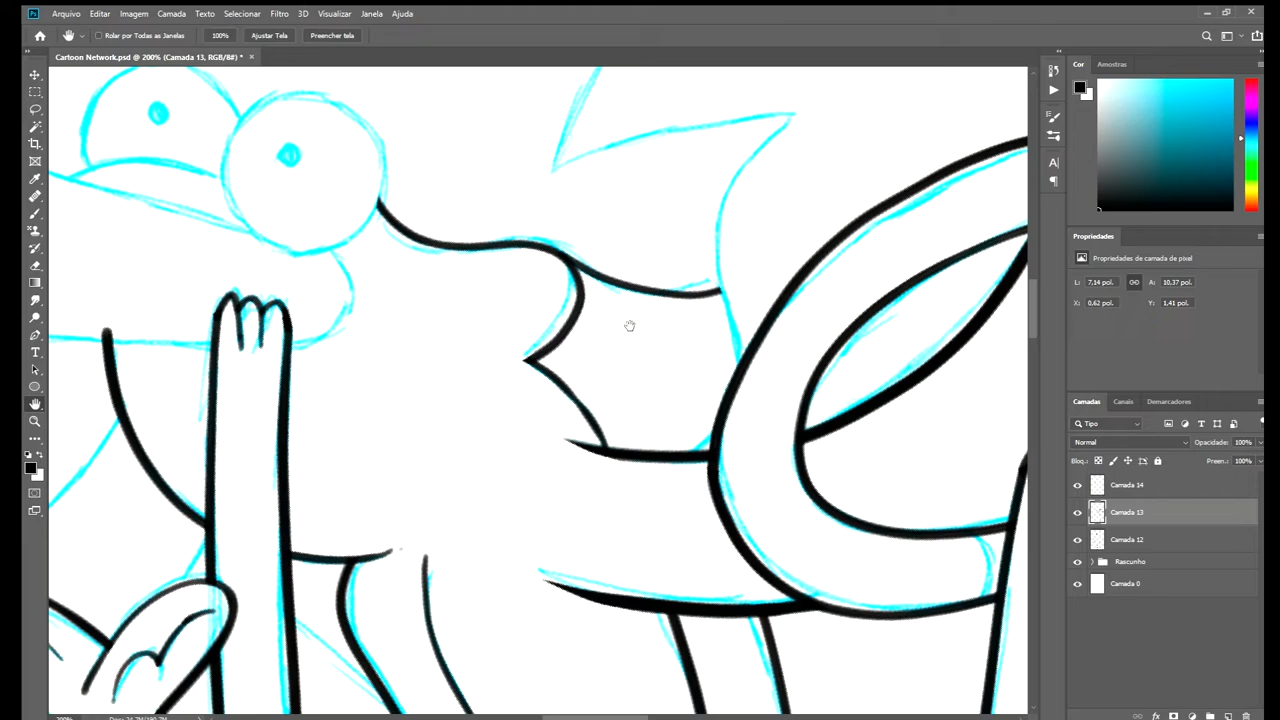 Ps Arquivo Editar Imagem Camada Texto Selecionar Filtro 3D Visualizar Janela Ajuda
Rolar por Todas as Janelas 100% Ajustar Tela Preencher tela
Cartoon Network.psd @ 200% (Camada 13, RGB/8#) * ×
Cor Amostras
Propriedades
Propriedades de camada de pixel
L: 7,14 pol. A: 10,37 pol.
X: 0,62 pol. Y: 1,41 pol.
Camadas Canais Demarcadores
Tipo
Normal Opacidade: 100%
Bloq.: Preen.: 100%
Camada 14
Camada 13
Camada 12
Rascunho
Camada 0